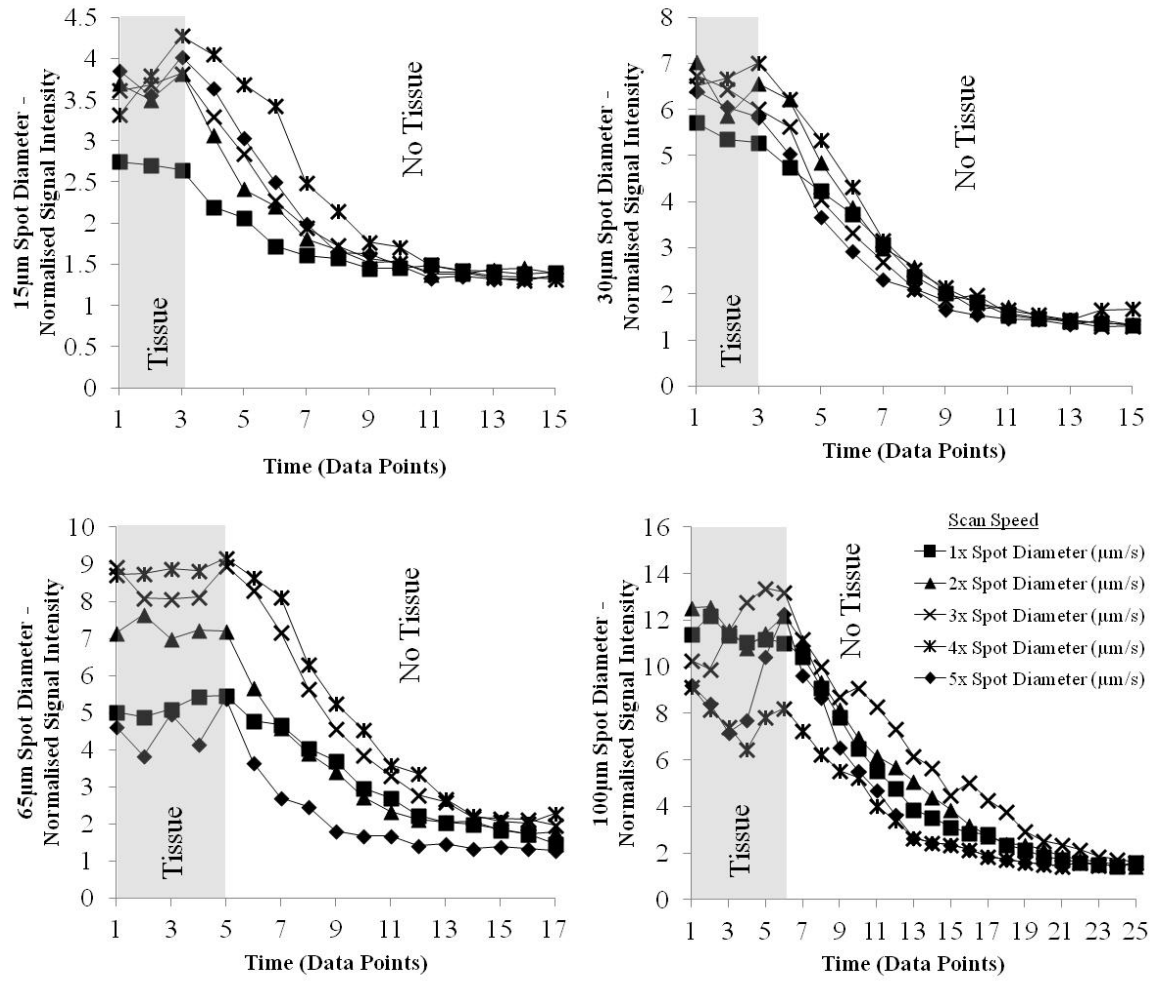 15µm Spot Diameter -
Normalised Signal Intensity
4.5
4
3.5
3
2.5
2
1.5
1
0.5
0
Tissue
No Tissue
1 3 5 7 9 11 13 15
Time (Data Points)
30µm Spot Diameter -
Normalised Signal Intensity
8
7
6
5
4
3
2
1
0
Tissue
No Tissue
1 3 5 7 9 11 13 15
Time (Data Points)
65µm Spot Diameter -
Normalised Signal Intensity
10
9
8
7
6
5
4
3
2
1
0
Tissue
No Tissue
1 3 5 7 9 11 13 15 17
Time (Data Points)
100µm Spot Diameter -
Normalised Signal Intensity
16
14
12
10
8
6
4
2
0
Tissue
No Tissue
Scan Speed
1x Spot Diameter (µm/s)
2x Spot Diameter (µm/s)
3x Spot Diameter (µm/s)
4x Spot Diameter (µm/s)
5x Spot Diameter (µm/s)
1 3 5 7 9 11 13 15 17 19 21 23 25
Time (Data Points)